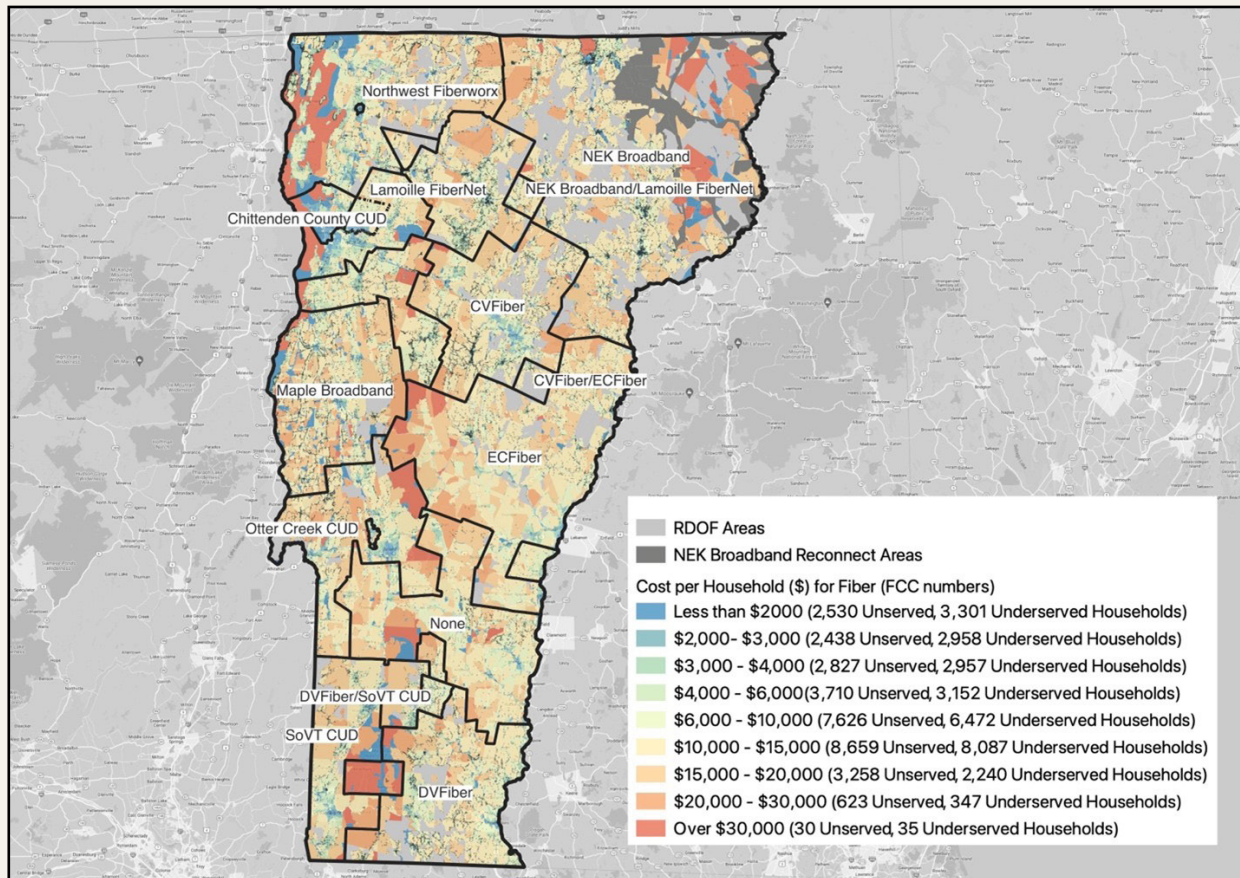 Northwest Fiberworx
NEK Broadband
Lamoille FiberNet
NEK Broadband/Lamoille FiberNet
Chittenden County CUD
CVFiber
CVFiber/ECFiber
Maple Broadband
ECFiber
Otter Creek CUD
None
DVFiber/SoVT CUD
SoVT CUD
DVFiber
RDOF Areas
NEK Broadband Reconnect Areas
Cost per Household ($) for Fiber (FCC numbers)
Less than $2000 (2,530 Unserved, 3,301 Underserved Households)
$2,000- $3,000 (2,438 Unserved, 2,958 Underserved Households)
$3,000 - $4,000 (2,827 Unserved, 2,957 Underserved Households)
$4,000 - $6,000(3,710 Unserved, 3,152 Underserved Households)
$6,000 - $10,000 (7,626 Unserved, 6,472 Underserved Households)
$10,000 - $15,000 (8,659 Unserved, 8,087 Underserved Households)
$15,000 - $20,000 (3,258 Unserved, 2,240 Underserved Households)
$20,000 - $30,000 (623 Unserved, 347 Underserved Households)
Over $30,000 (30 Unserved, 35 Underserved Households)